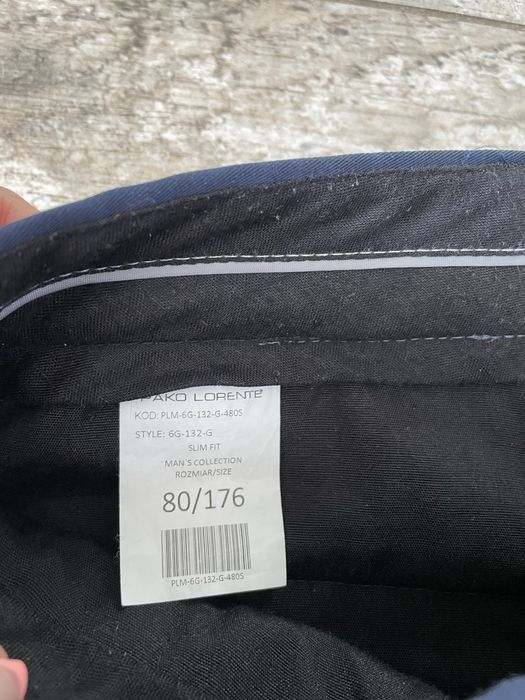 PAKO LORENTE®
KOD: PLM-6G-132-G-480S
STYLE: 6G-132-G
SLIM FIT
MAN`S COLLECTION
ROZMIAR/SIZE
80/176
PLM-6G-132-G-480S